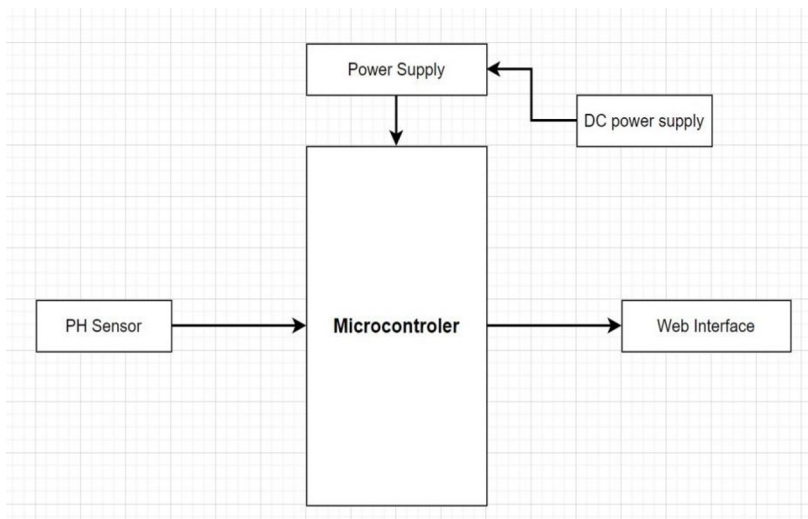 Power Supply
DC power supply
PH Sensor
Microcontroler
Web Interface